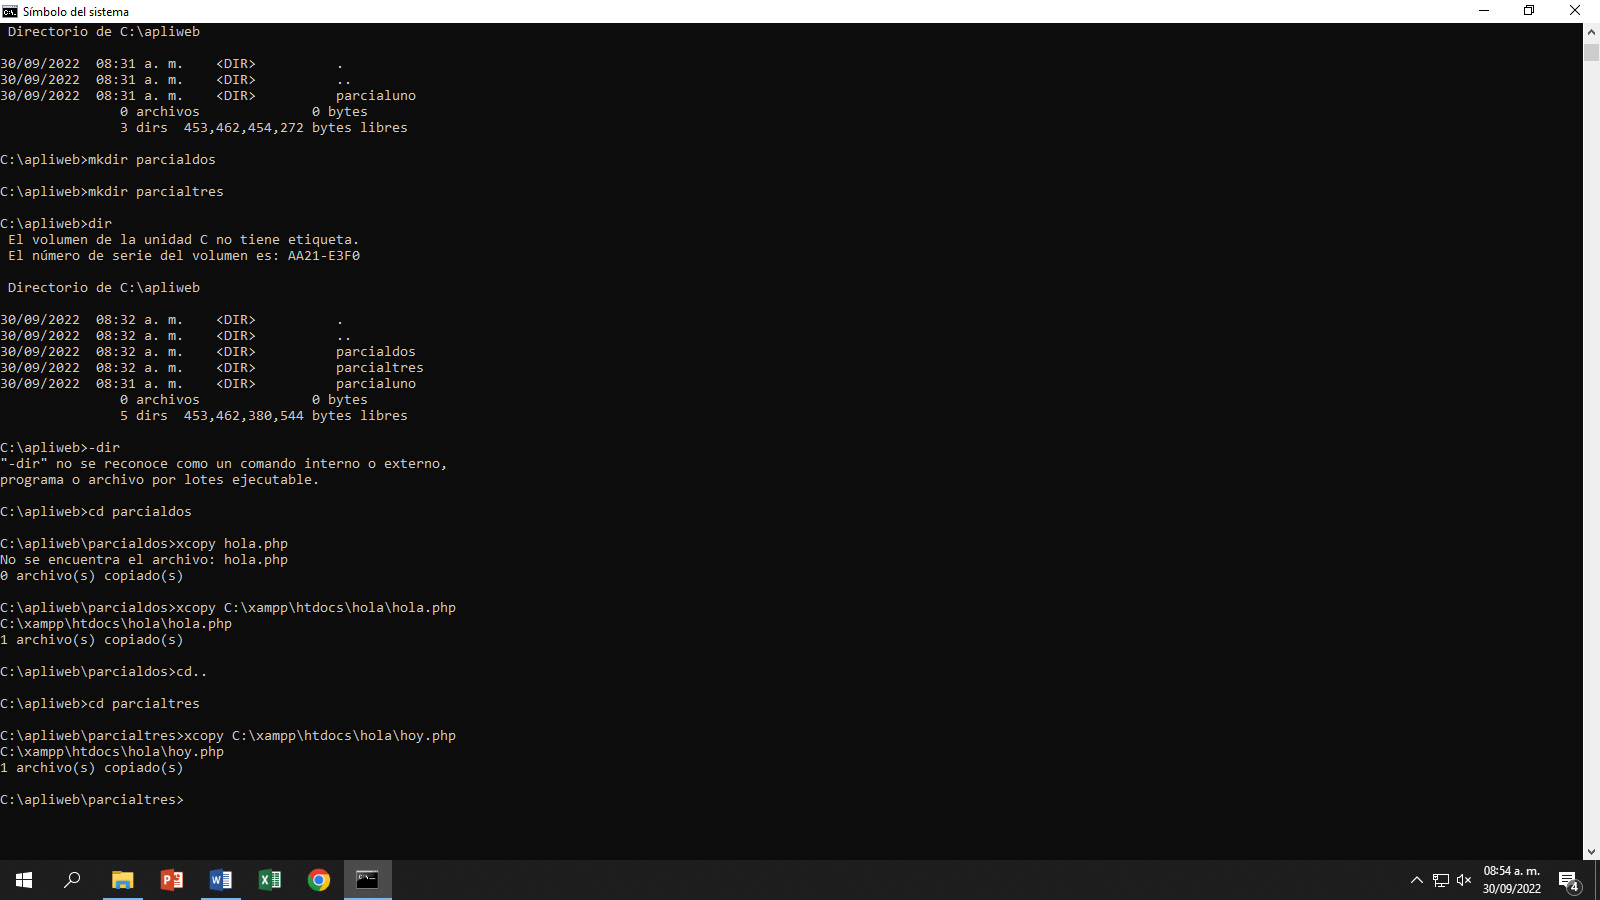 Símbolo del sistema
 Directorio de C:\apliweb
30/09/2022  08:31 a. m.    <DIR>          .
30/09/2022  08:31 a. m.    <DIR>          ..
30/09/2022  08:31 a. m.    <DIR>          parcialuno
               0 archivos              0 bytes
               3 dirs  453,462,454,272 bytes libres
C:\apliweb>mkdir parcialdos
C:\apliweb>mkdir parcialtres
C:\apliweb>dir
 El volumen de la unidad C no tiene etiqueta.
 El número de serie del volumen es: AA21-E3F0
 Directorio de C:\apliweb
30/09/2022  08:32 a. m.    <DIR>          .
30/09/2022  08:32 a. m.    <DIR>          ..
30/09/2022  08:32 a. m.    <DIR>          parcialdos
30/09/2022  08:32 a. m.    <DIR>          parcialtres
30/09/2022  08:31 a. m.    <DIR>          parcialuno
               0 archivos              0 bytes
               5 dirs  453,462,380,544 bytes libres
C:\apliweb>-dir
"-dir" no se reconoce como un comando interno o externo,
programa o archivo por lotes ejecutable.
C:\apliweb>cd parcialdos
C:\apliweb\parcialdos>xcopy hola.php
No se encuentra el archivo: hola.php
0 archivo(s) copiado(s)
C:\apliweb\parcialdos>xcopy C:\xampp\htdocs\hola\hola.php
C:\xampp\htdocs\hola\hola.php
1 archivo(s) copiado(s)
C:\apliweb\parcialdos>cd..
C:\apliweb>cd parcialtres
C:\apliweb\parcialtres>xcopy C:\xampp\htdocs\hola\hoy.php
C:\xampp\htdocs\hola\hoy.php
1 archivo(s) copiado(s)
C:\apliweb\parcialtres>
08:54 a. m.
30/09/2022
4